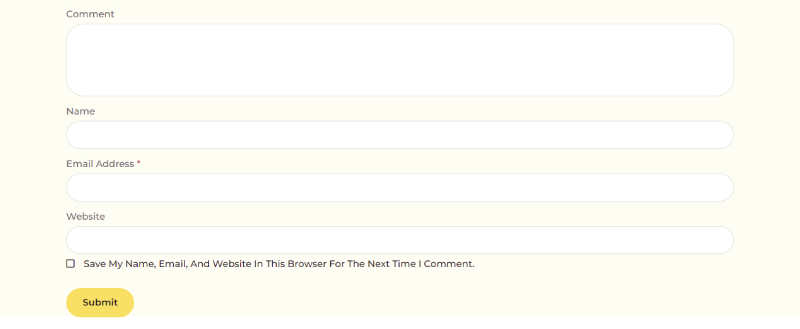 Comment
Name
Email Address *
Website
Save My Name, Email, And Website In This Browser For The Next Time I Comment.
Submit